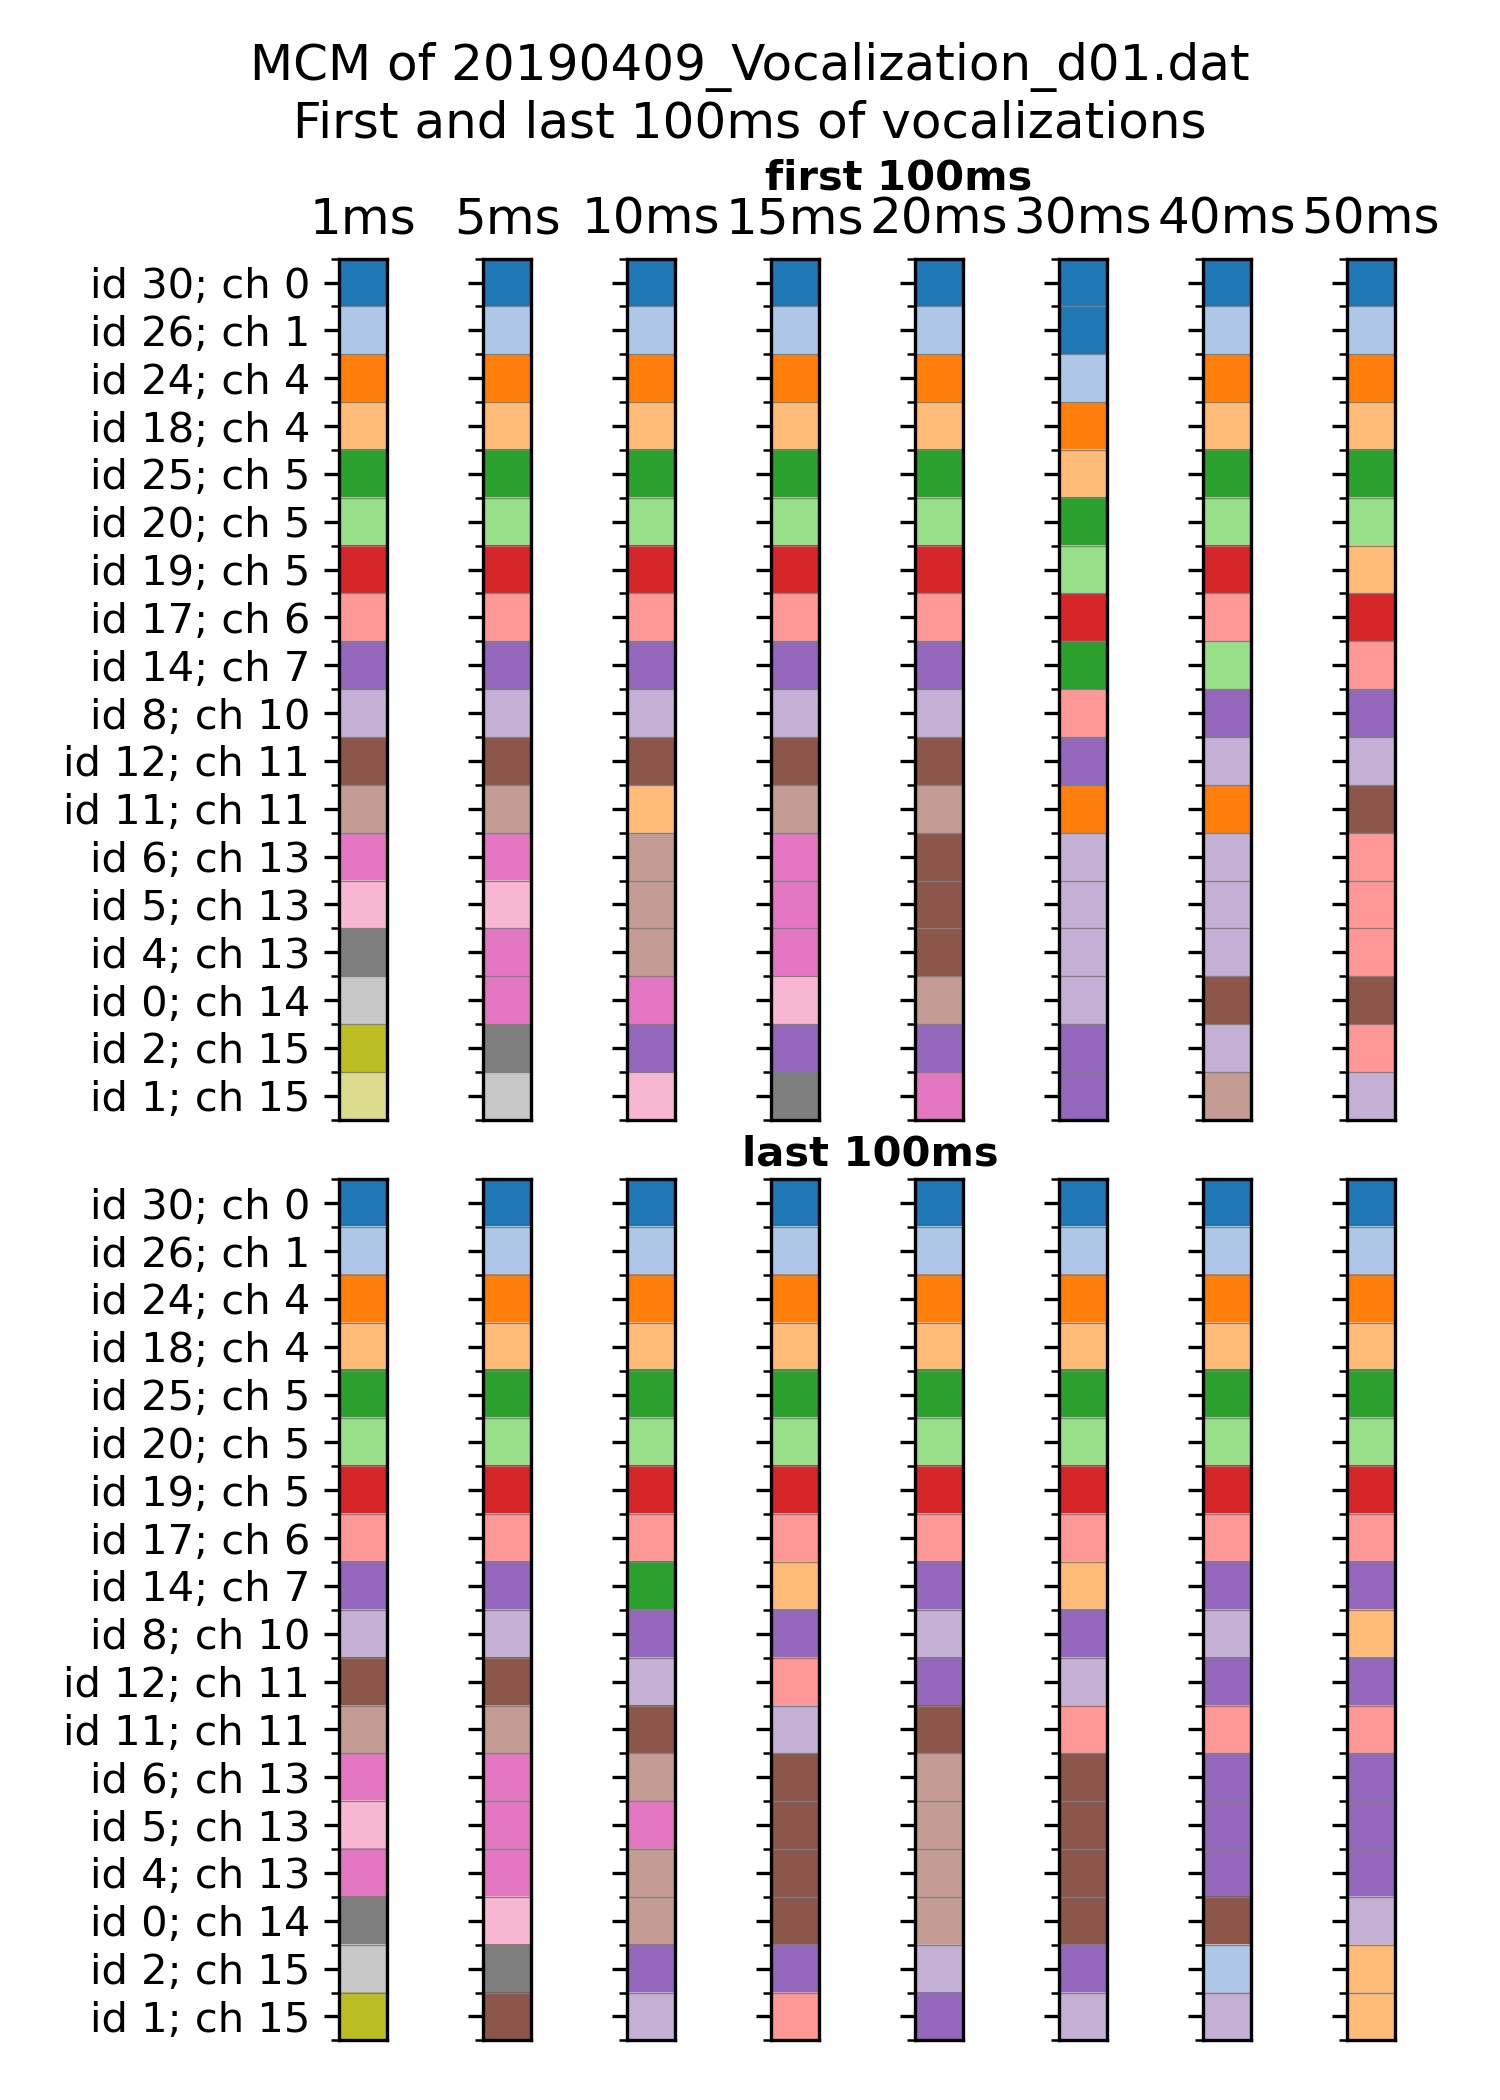 MCM of 20190409_Vocalization_d01.dat
First and last 100ms of vocalizations
first 100ms
1ms 5ms 10ms 15ms 20ms 30ms 40ms 50ms
id 30; ch 0
id 26; ch 1
id 24; ch 4
id 18; ch 4
id 25; ch 5
id 20; ch 5
id 19; ch 5
id 17; ch 6
id 14; ch 7
id 8; ch 10
id 12; ch 11
id 11; ch 11
id 6; ch 13
id 5; ch 13
id 4; ch 13
id 0; ch 14
id 2; ch 15
id 1; ch 15
last 100ms
id 30; ch 0
id 26; ch 1
id 24; ch 4
id 18; ch 4
id 25; ch 5
id 20; ch 5
id 19; ch 5
id 17; ch 6
id 14; ch 7
id 8; ch 10
id 12; ch 11
id 11; ch 11
id 6; ch 13
id 5; ch 13
id 4; ch 13
id 0; ch 14
id 2; ch 15
id 1; ch 15